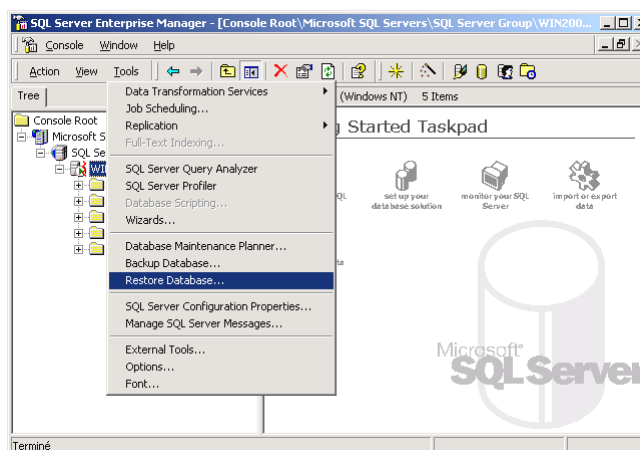 SQL Server Enterprise Manager - [Console Root\Microsoft SQL Servers\SQL Server Group\WIN200...
Console Window Help
Action View Tools
Tree
(Windows NT) 5 Items
Console Root
Microsoft S
SQL Se
WI
Data Transformation Services
Job Scheduling...
Replication
Full-Text Indexing...
SQL Server Query Analyzer
SQL Server Profiler
Database Scripting...
Wizards...
Database Maintenance Planner...
Backup Database...
Restore Database...
SQL Server Configuration Properties...
Manage SQL Server Messages...
External Tools...
Options...
Font...
Started Taskpad
set up your
database solution
monitor your SQL
Server
import or export
data
Microsoft®
SQL Server
Terminé